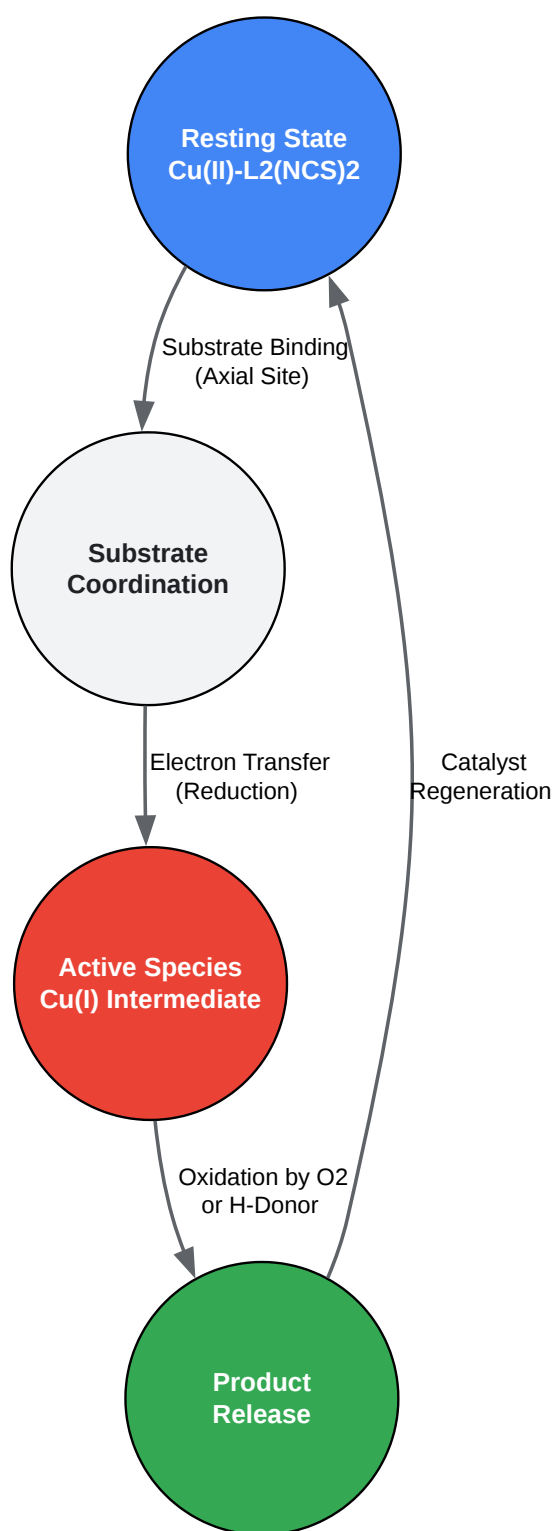 Resting State
Cu(II)-L2(NCS)2
Substrate Binding
(Axial Site)
Substrate
Coordination
Electron Transfer
(Reduction)
Catalyst
Regeneration
Active Species
Cu(I) Intermediate
Oxidation by O2
or H-Donor
Product
Release